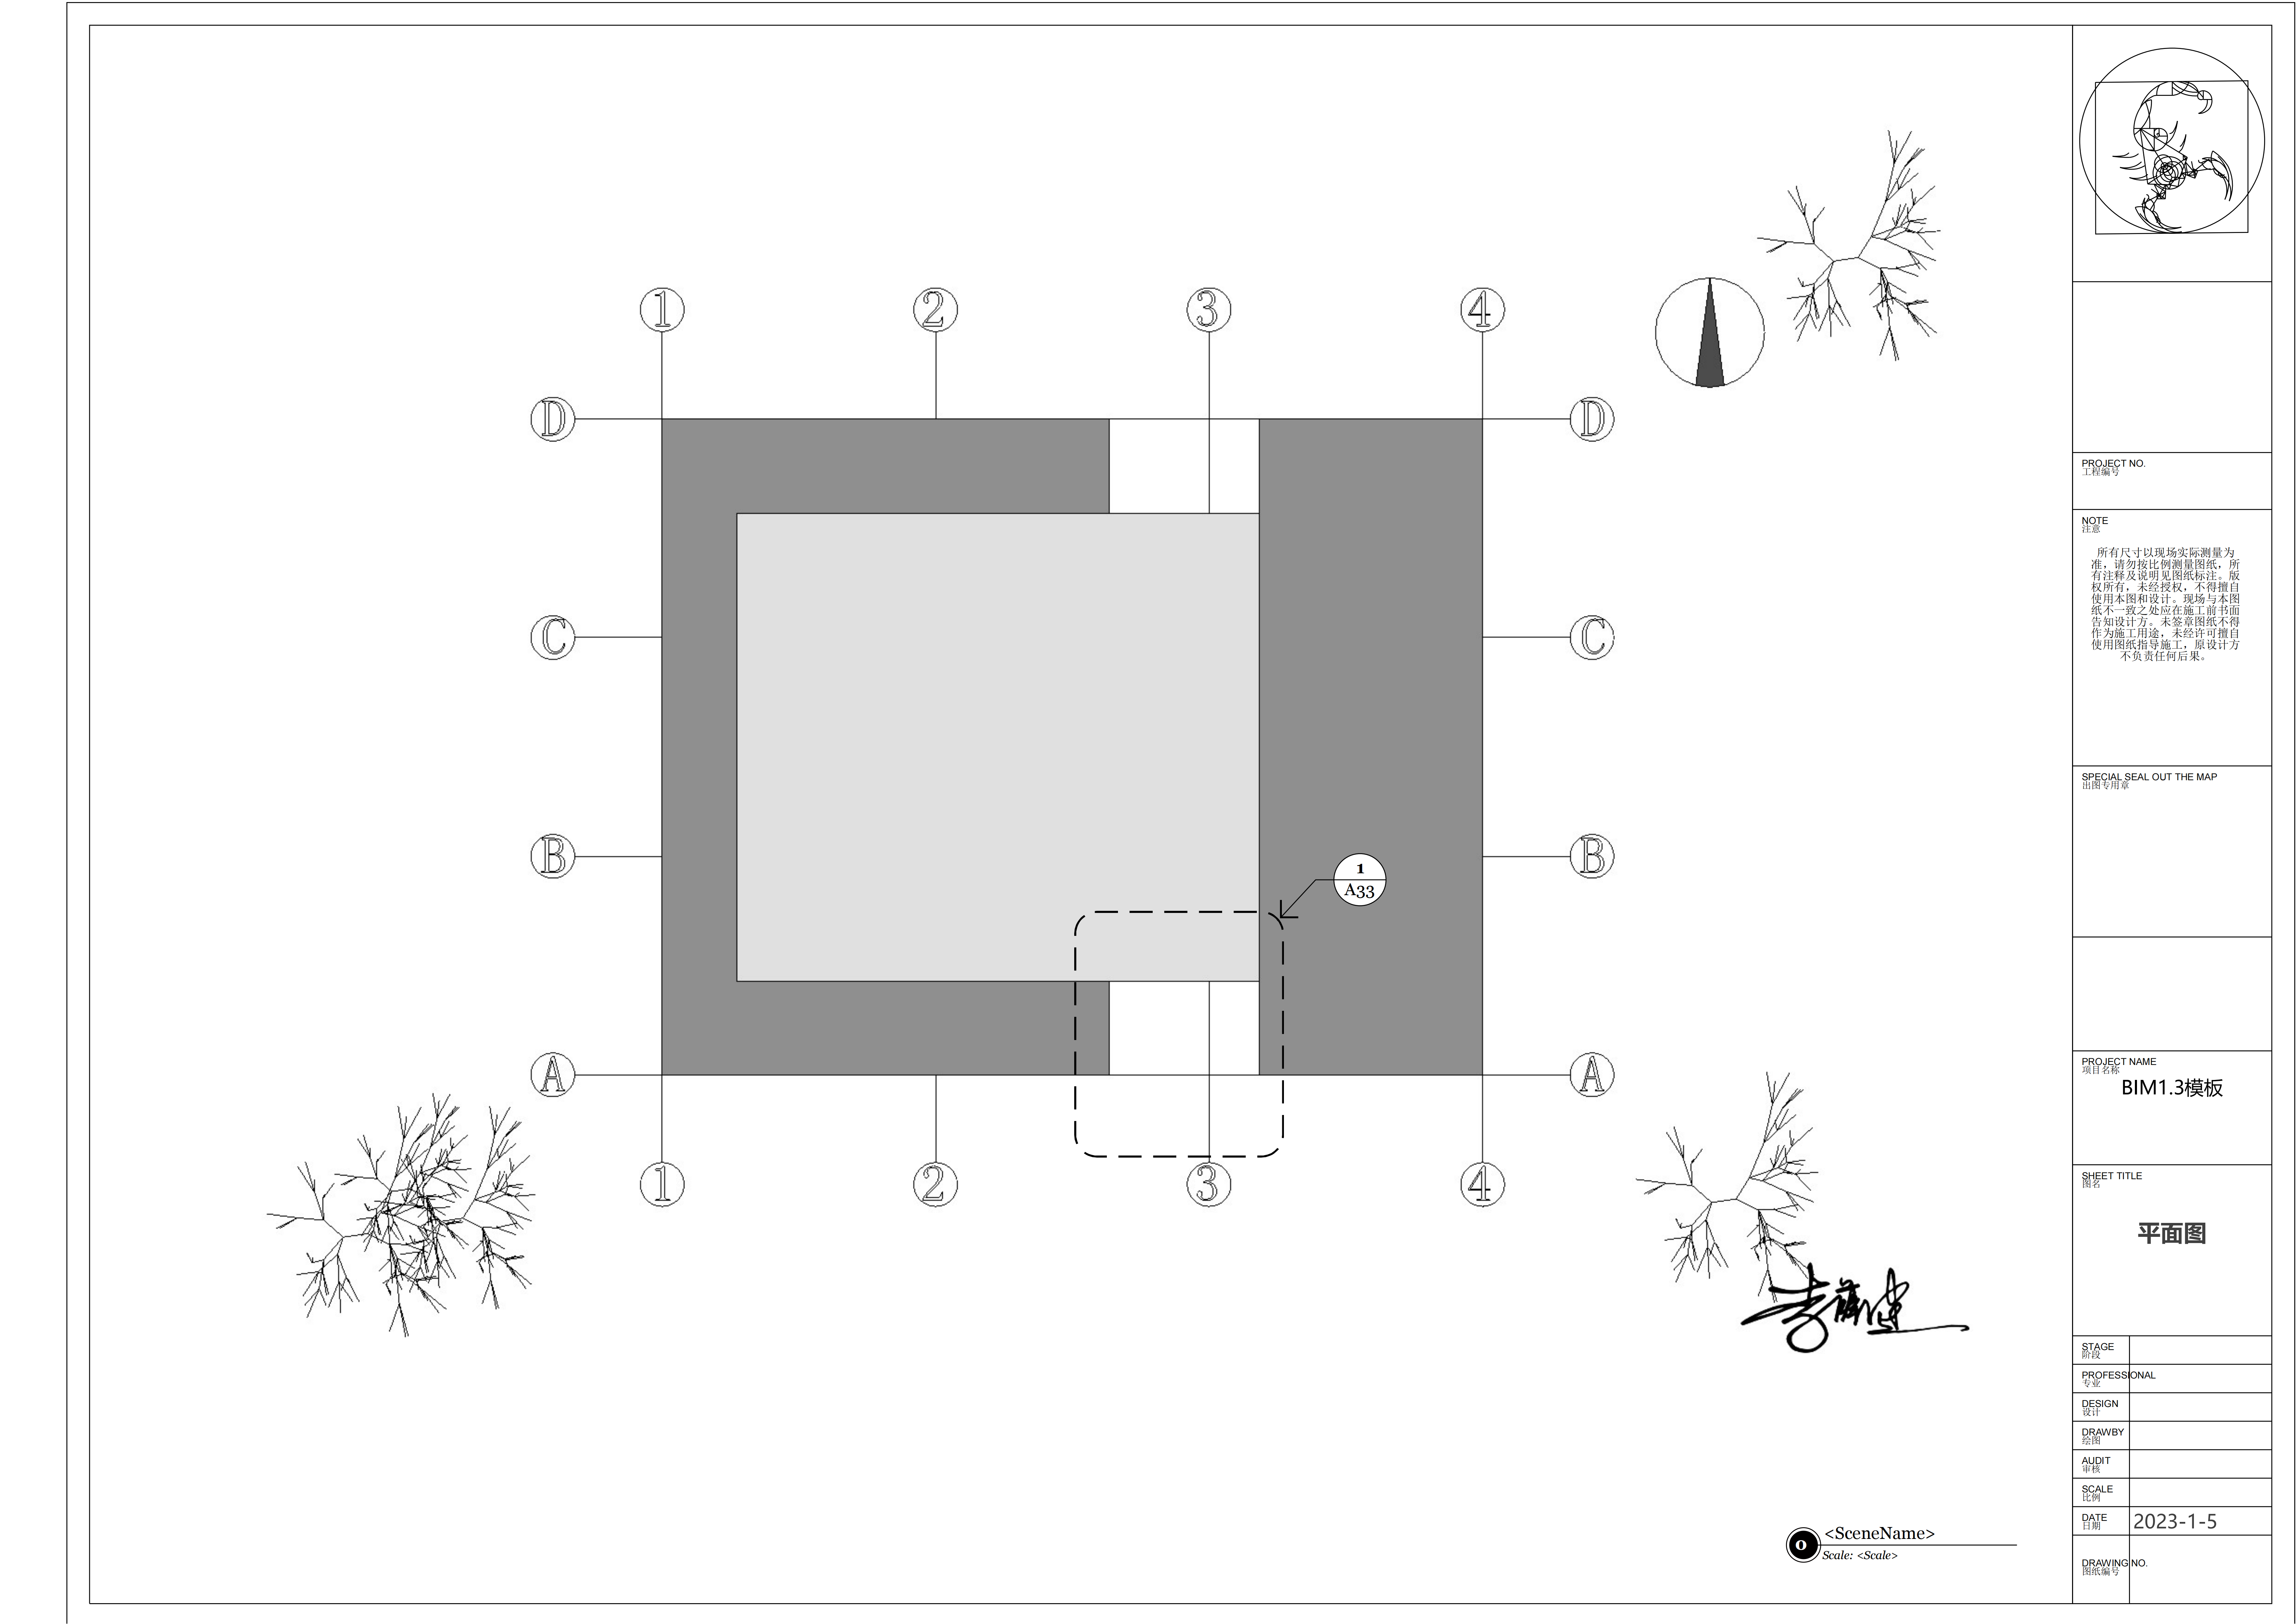 1 2 3 4
D D
C C
B B
1
A33
A A
1 2 3 4
PROJECT NO.
工程编号
NOTE
注意
所有尺寸以现场实际测量为
准，请勿按比例测量图纸，所
有注释及说明见图纸标注。版
权所有，未经授权，不得擅自
使用本图和设计。现场与本图
纸不一致之处应在施工前书面
告知设计方。未签章图纸不得
作为施工用途，未经许可擅自
使用图纸指导施工，原设计方
不负责任何后果。
SPECIAL SEAL OUT THE MAP
出图专用章
PROJECT NAME
项目名称
BIM1.3模板
SHEET TITLE
图名
平面图
STAGE
阶段
PROFESSIONAL
专业
DESIGN
设计
DRAWBY
绘图
AUDIT
审核
SCALE
比例
DATE
日期
2023-1-5
DRAWING NO.
图纸编号
0
<SceneName>
Scale: <Scale>